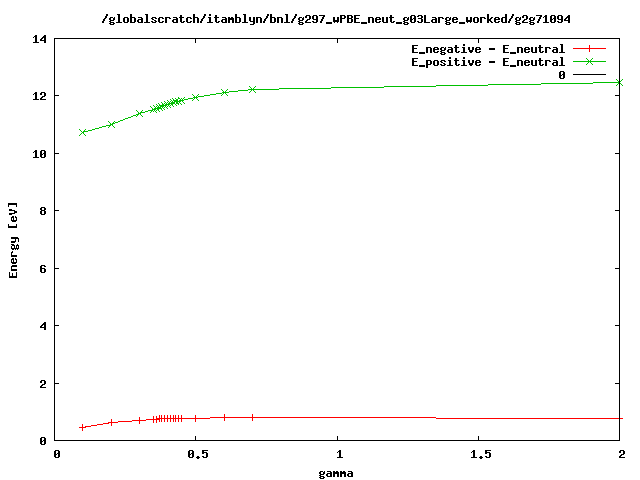 /globalscratch/itamblyn/bnl/g297_wPBE_neut_g03Large_worked/g2g71094
E_negative - E_neutral
E_positive - E_neutral
0
14
12
10
8
6
4
2
0
Energy [eV]
0 0.5 1 1.5 2
gamma